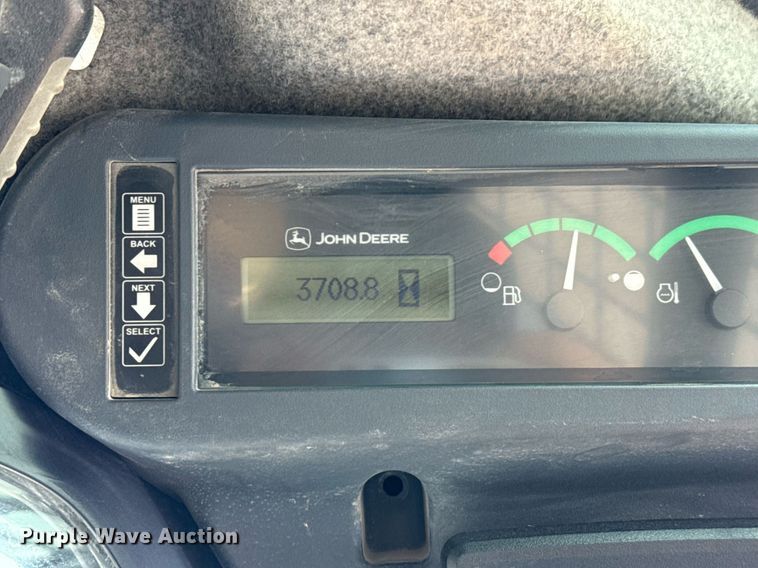 MENU
BACK
NEXT
SELECT
JOHN DEERE
3708.8
Purple Wave Auction